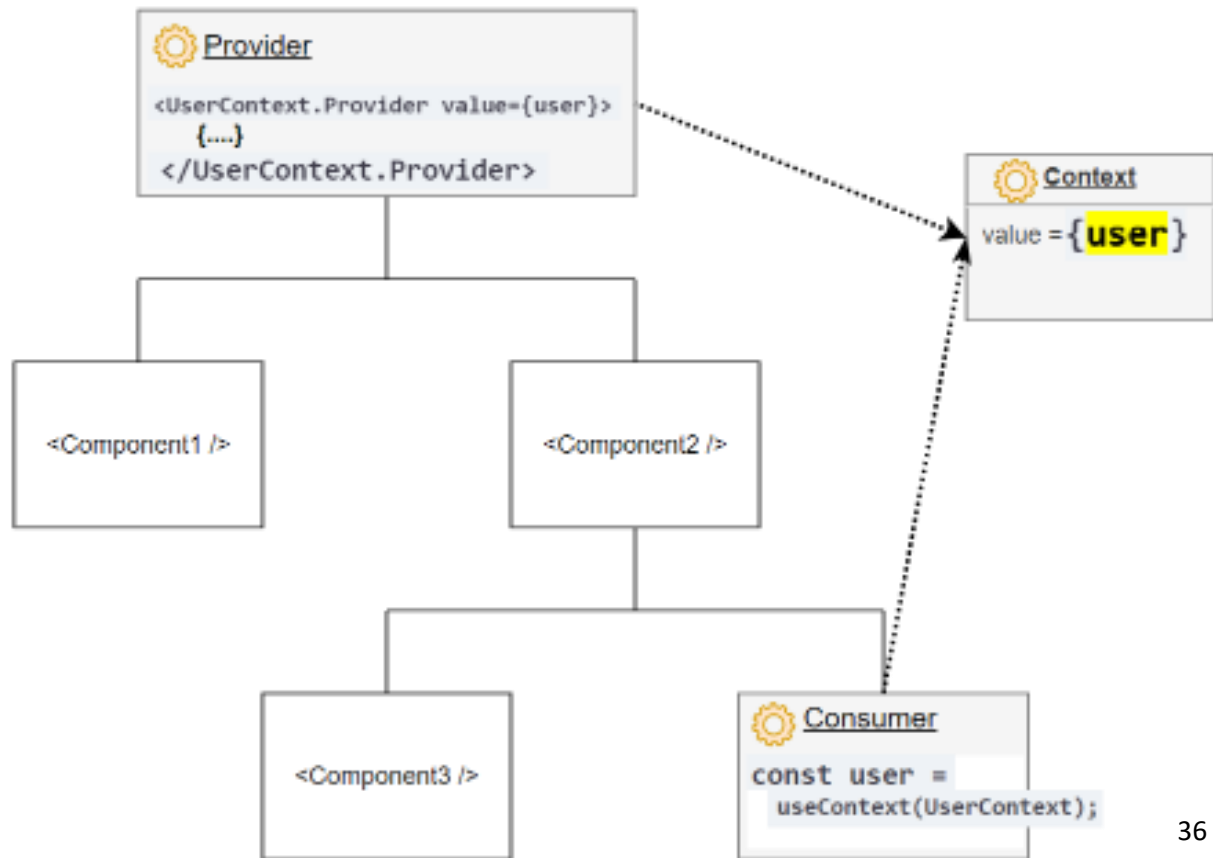 Provider
<UserContext.Provider value={user}>
{....}
</UserContext.Provider>
Context
value = {user}
<Component1 />
<Component2 />
<Component3 />
Consumer
const user =
useContext(UserContext);
36